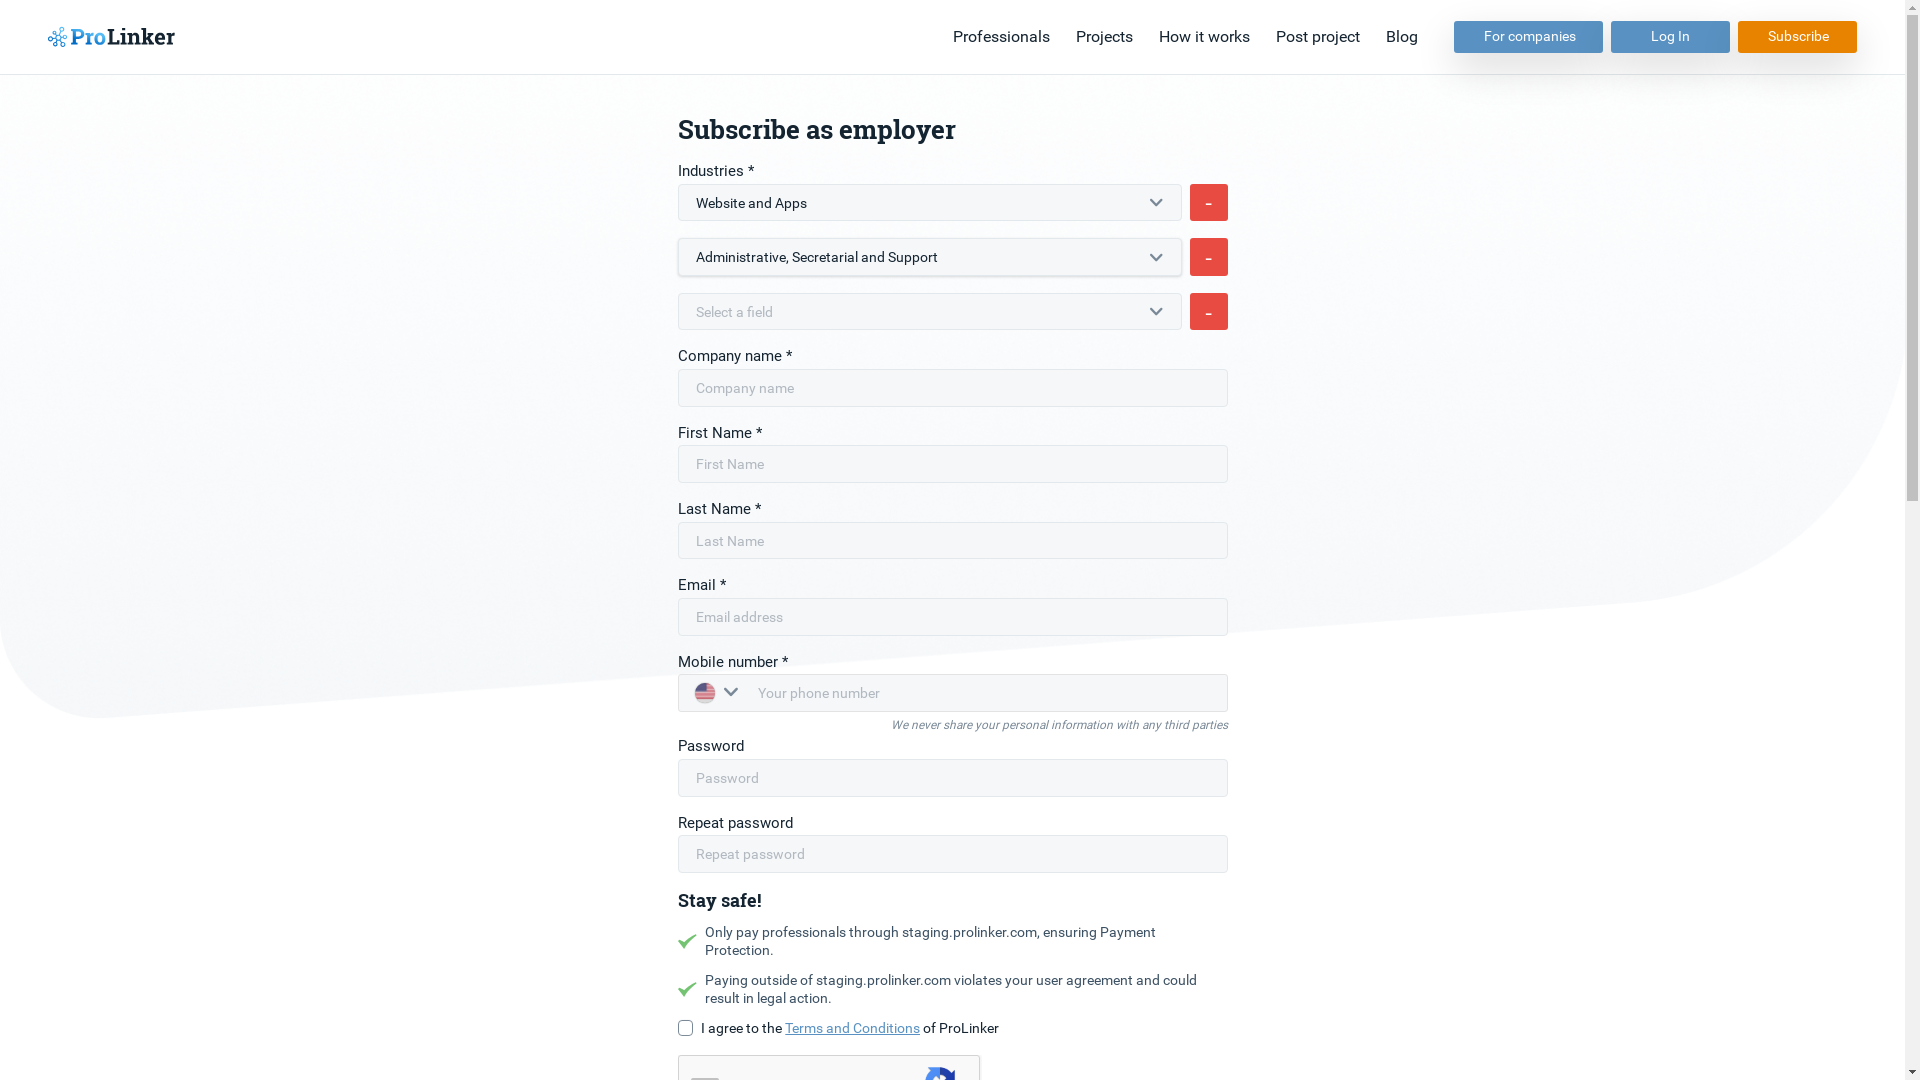 ProLinker
Professionals
Projects
How it works
Post project
Blog
For companies
Log In
Subscribe
Subscribe as employer
Industries *
Website and Apps
-
Administrative, Secretarial and Support
-
Select a field
-
Company name *
Company name
First Name *
First Name
Last Name *
Last Name
Email *
Email address
Mobile number *
Your phone number
We never share your personal information with any third parties
Password
Password
Repeat password
Repeat password
Stay safe!
Only pay professionals through staging.prolinker.com, ensuring Payment
Protection.
Paying outside of staging.prolinker.com violates your user agreement and could
result in legal action.
I agree to the Terms and Conditions of ProLinker